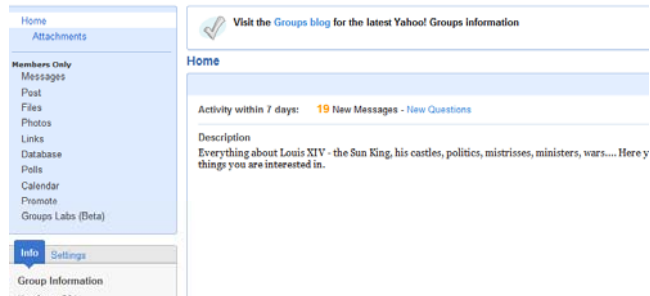 Home
Attachments
Members Only
Messages
Post
Files
Photos
Links
Database
Polls
Calendar
Promote
Groups Labs (Beta)
Info Settings
Group Information
Visit the Groups blog for the latest Yahoo! Groups information
Home
Activity within 7 days: 19 New Messages - New Questions
Description
Everything about Louis XIV - the Sun King, his castles, politics, mistresses, ministers, wars.... Here y
things you are interested in.